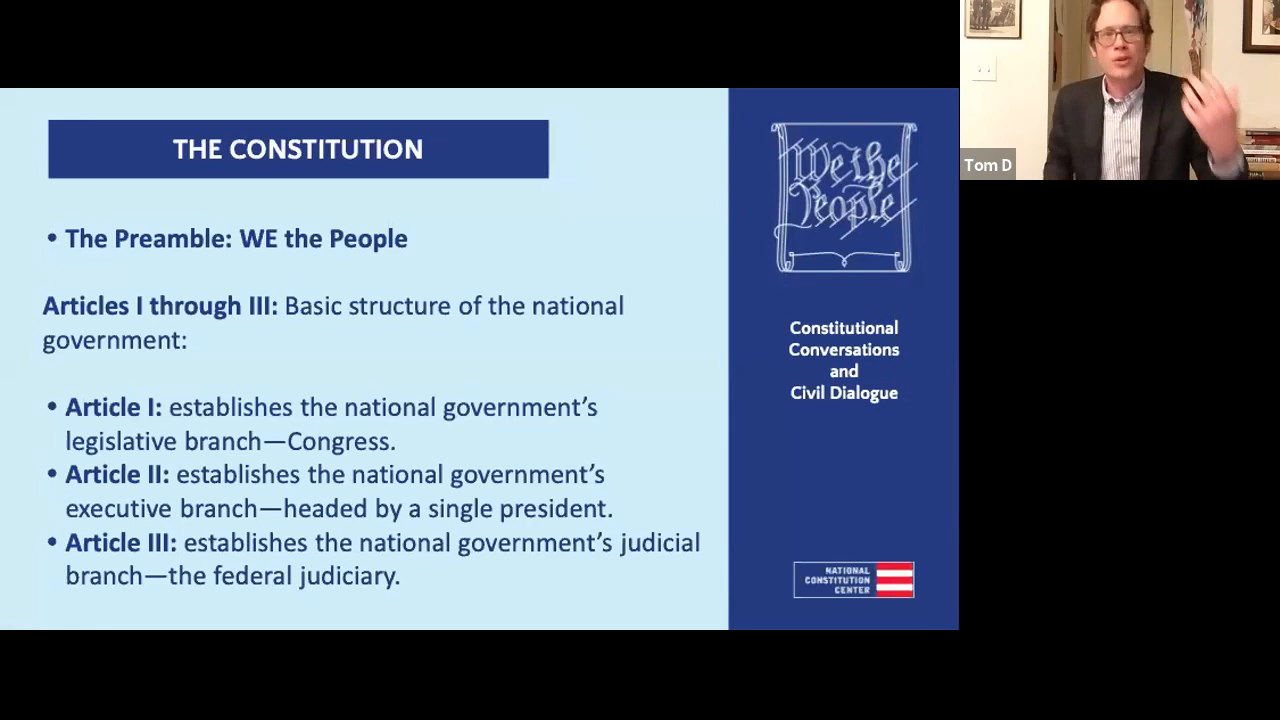 THE CONSTITUTION
• The Preamble: WE the People
Articles I through III: Basic structure of the national
government:
• Article I: establishes the national government’s
legislative branch—Congress.
• Article II: establishes the national government’s
executive branch—headed by a single president.
• Article III: establishes the national government’s judicial
branch—the federal judiciary.
We the
People
Constitutional
Conversations
and
Civil Dialogue
NATIONAL
CONSTITUTION
CENTER
Tom D